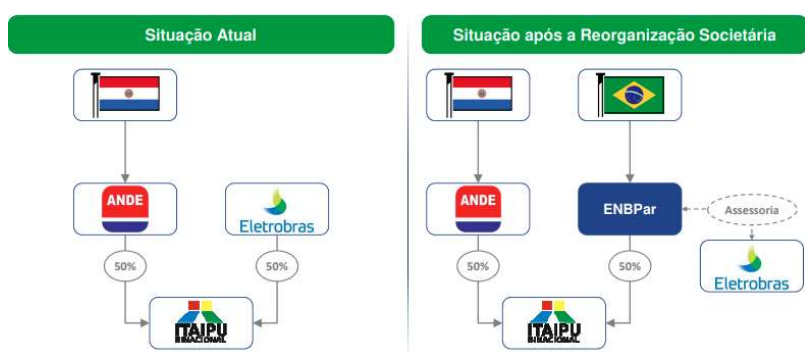 Situação Atual
Situação após a Reorganização Societária
ANDE
Eletrobras
50%
50%
ITAIPU
BINACIONAL
ANDE
ENBPar
Assessoria
50%
50%
Eletrobras
ITAIPU
BINACIONAL